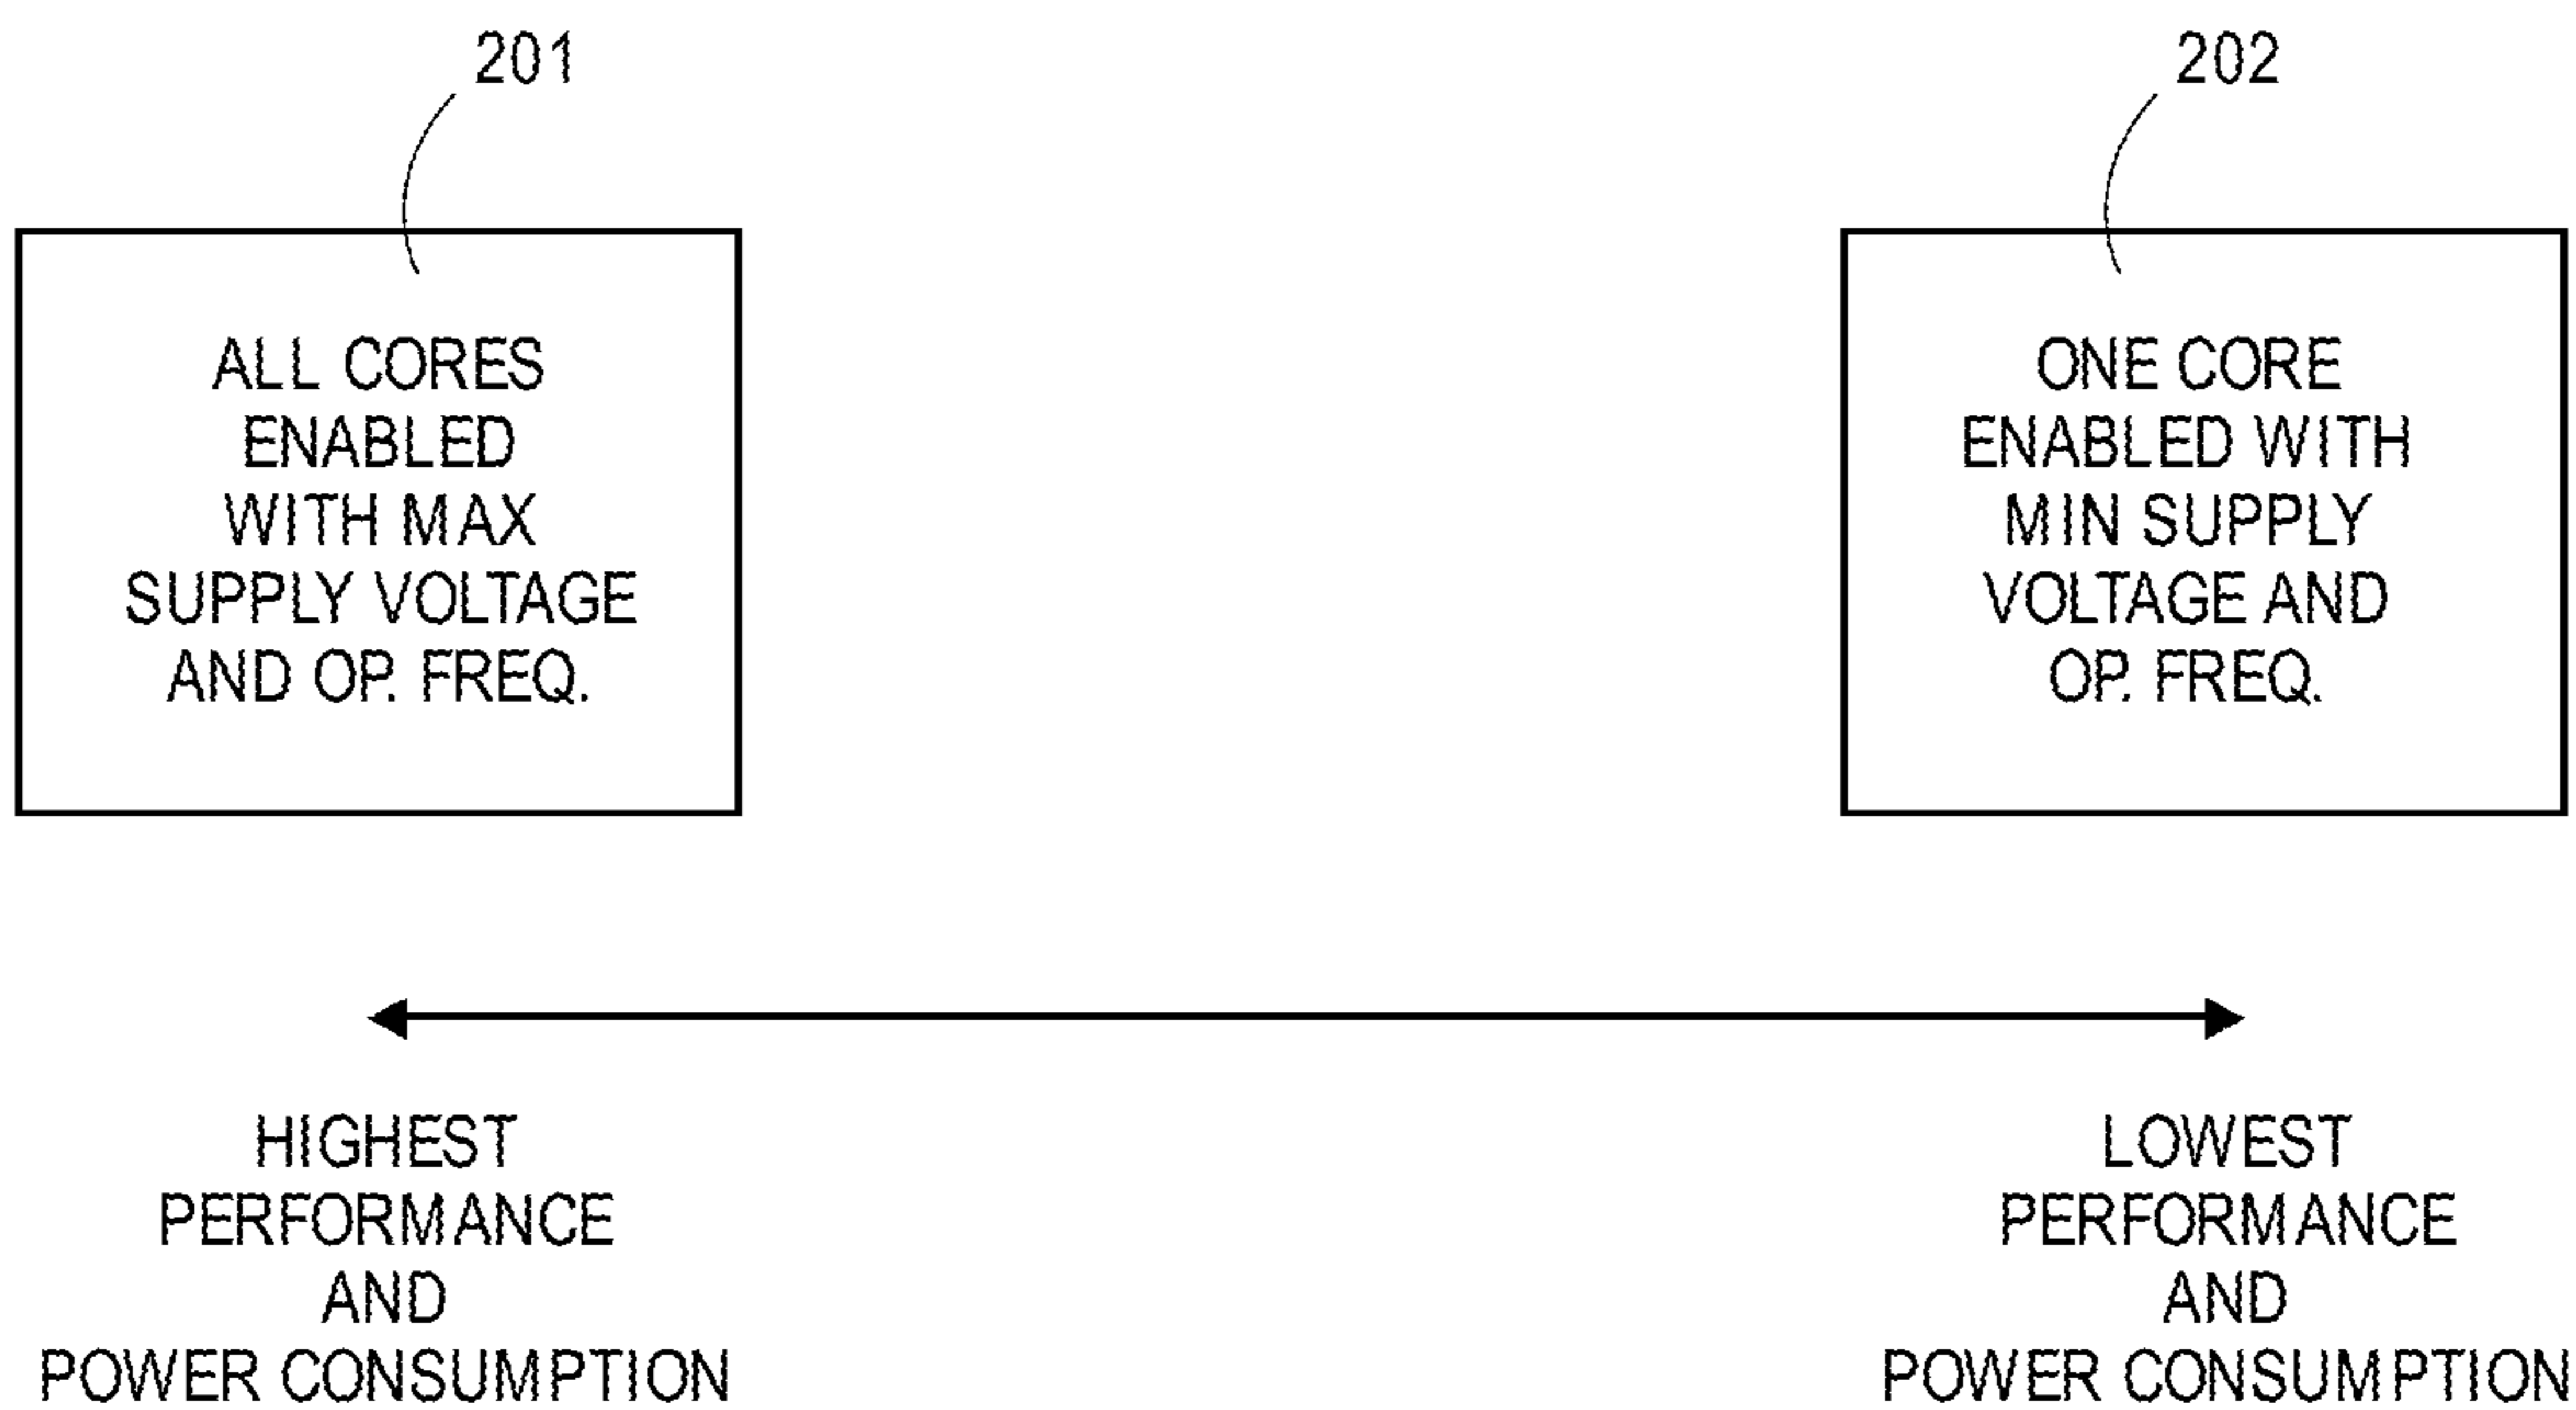 201
202
ALL CORES
ENABLED
WITH MAX
SUPPLY VOLTAGE
AND OP. FREQ.
ONE CORE
ENABLED WITH
MIN SUPPLY
VOLTAGE AND
OP. FREQ.
HIGHEST
PERFORMANCE
AND
POWER CONSUMPTION
LOWEST
PERFORMANCE
AND
POWER CONSUMPTION